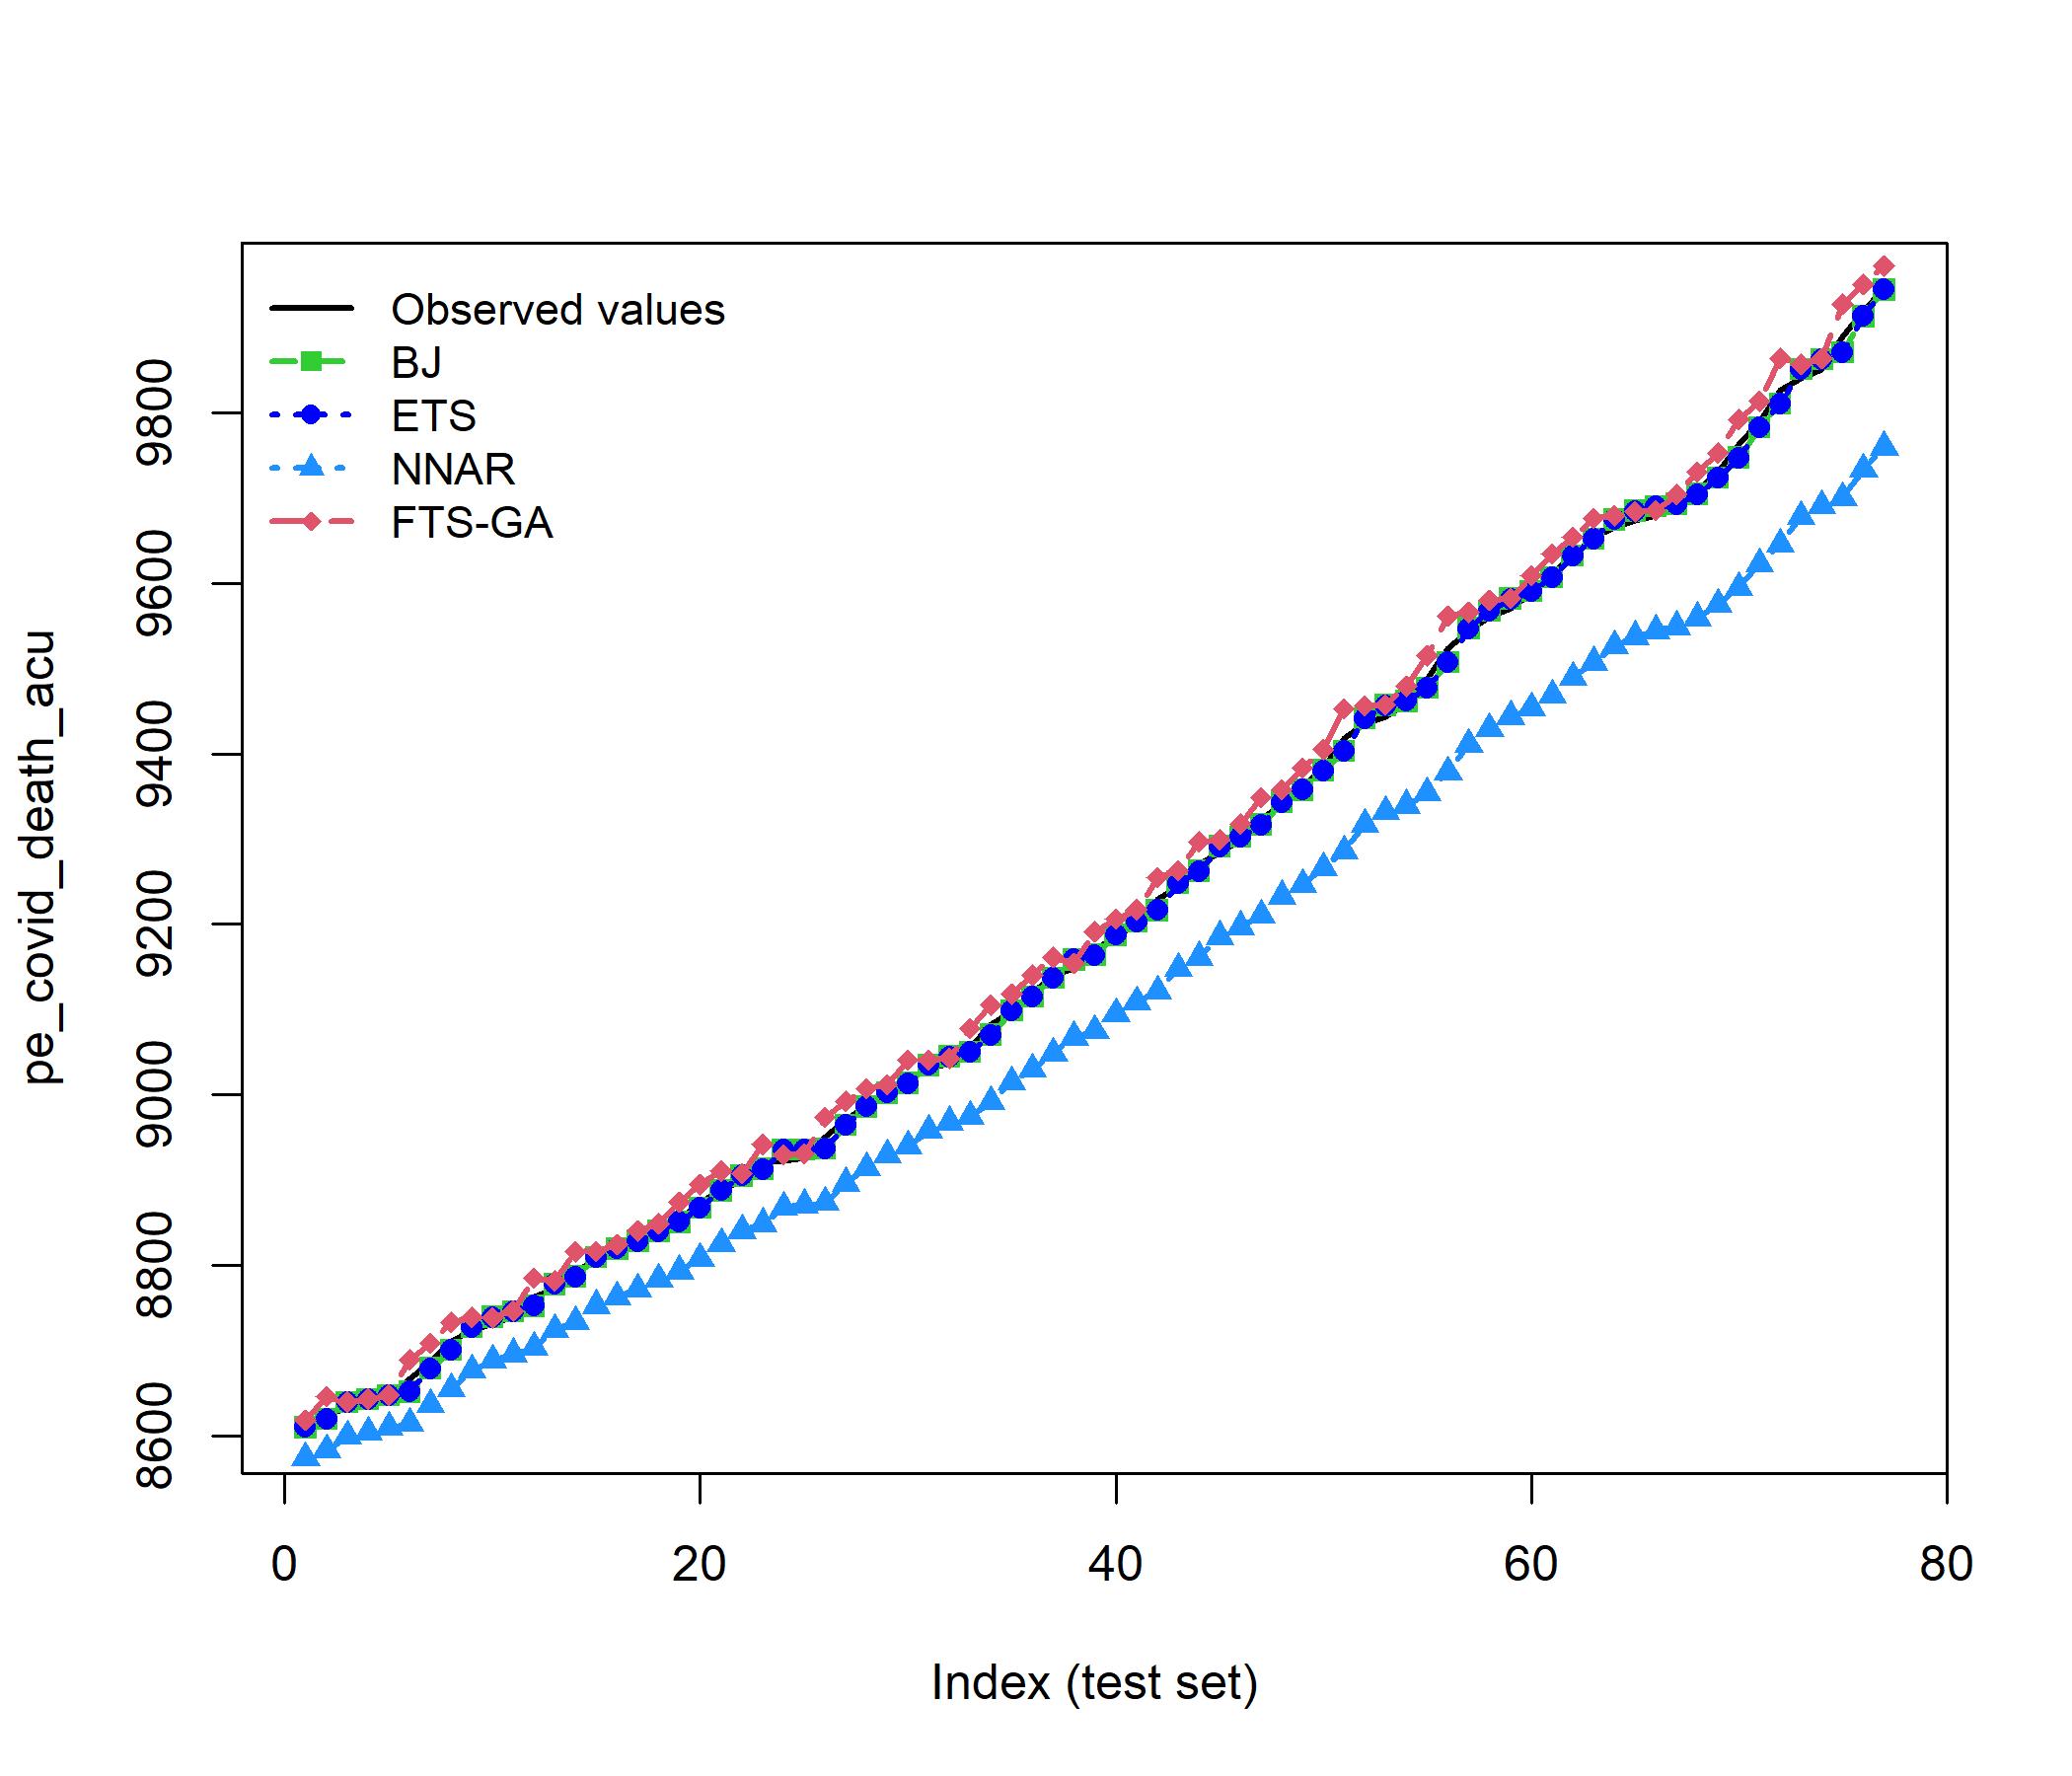 Observed values
BJ
ETS
NNAR
FTS-GA
pe_covid_death_acu
9800
9600
9400
9200
9000
8800
8600
0 20 40 60 80
Index (test set)